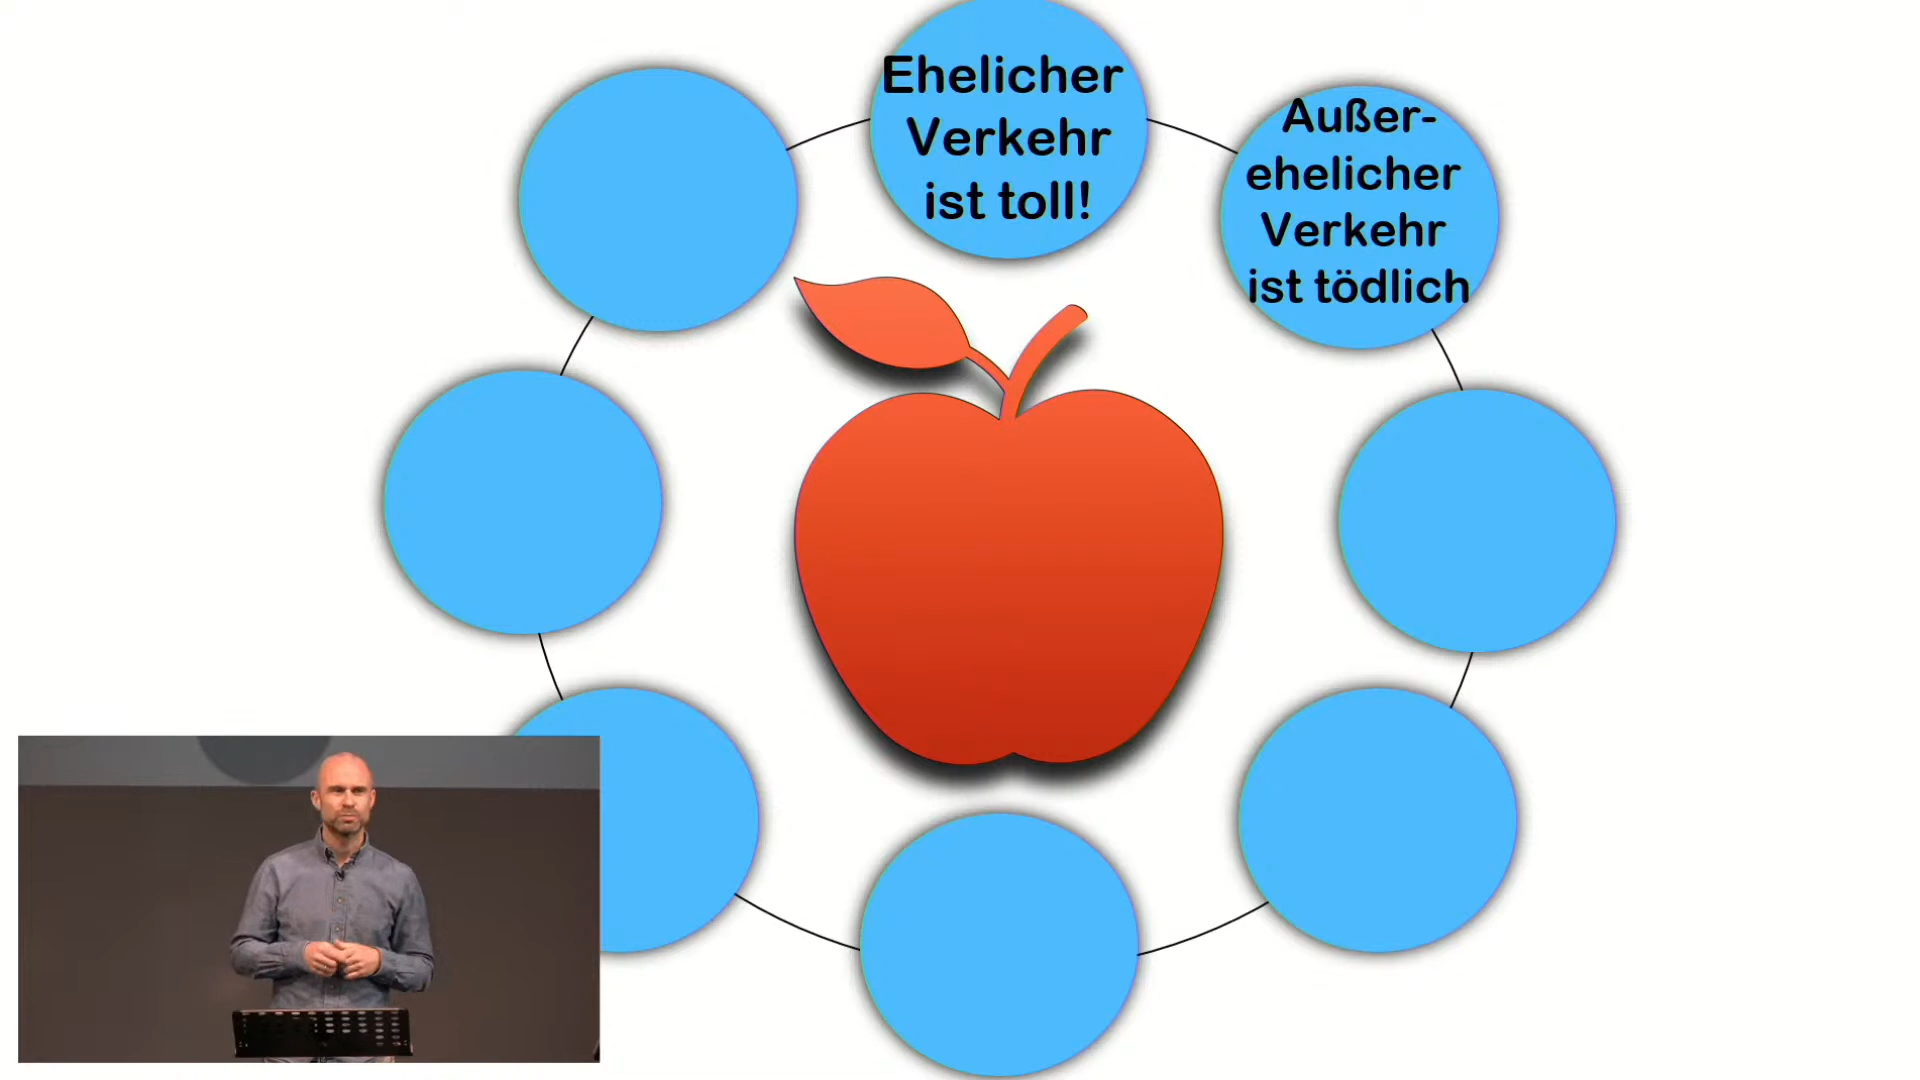 Ehelicher
Verkehr
ist toll!
Außer-
ehelicher
Verkehr
ist tödlich